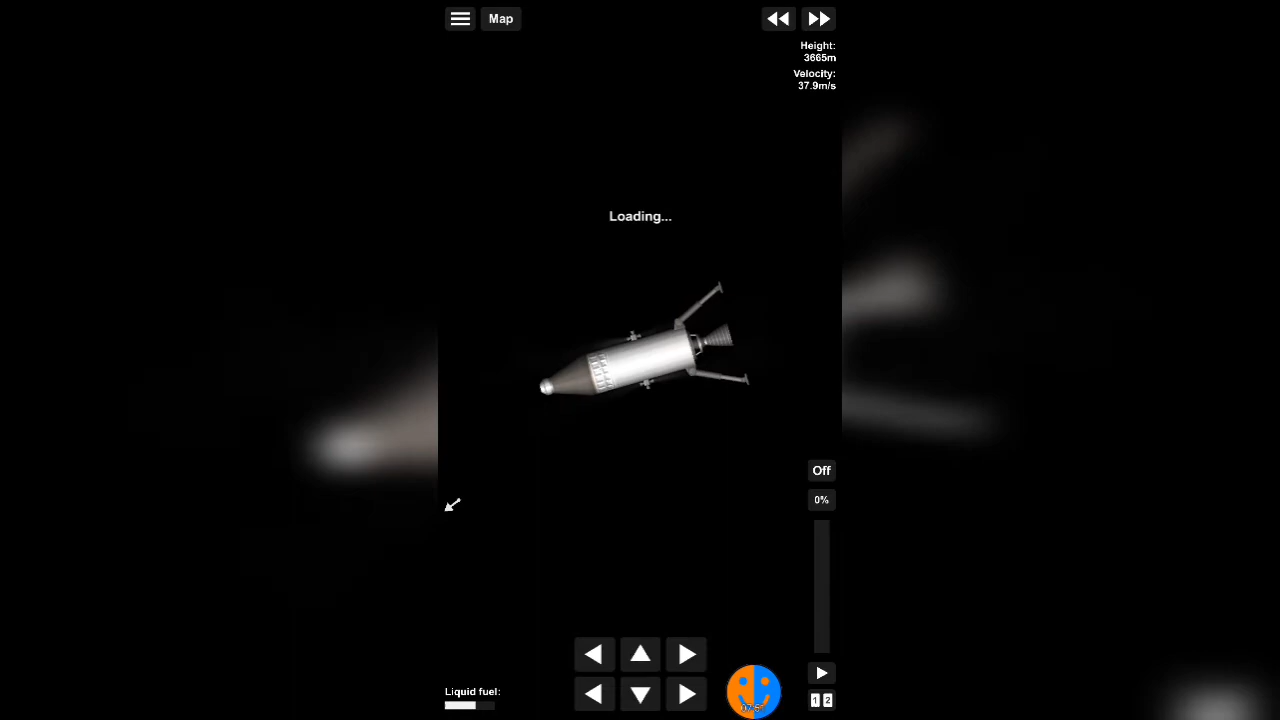 Map
Height:
3665m
Velocity:
37.9m/s
Loading...
Off
0%
Liquid fuel:
1 2